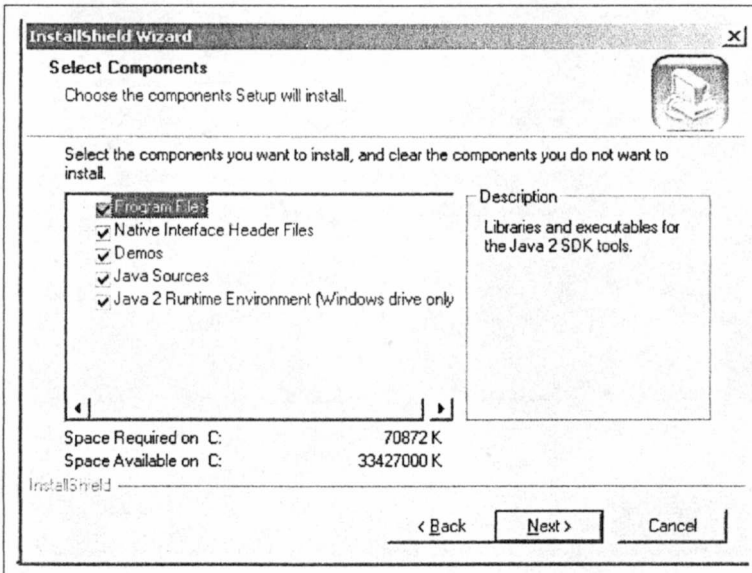 InstallShield Wizard
Select Components
Choose the components Setup will install.
Select the components you want to install, and clear the components you do not want to
install.
Program Files
Native Interface Header Files
Demos
Java Sources
Java 2 Runtime Environment (Windows drive only
Description
Libraries and executables for
the Java 2 SDK tools.
Space Required on C: 70872 K
Space Available on C: 33427000 K
InstallShield
< Back Next > Cancel